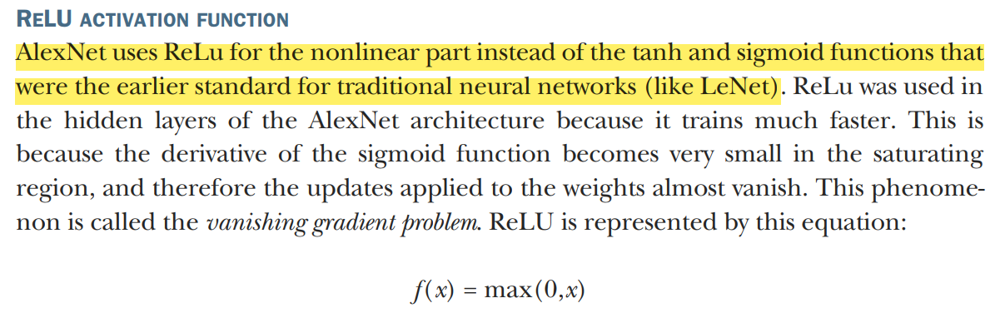 RELU ACTIVATION FUNCTION
AlexNet uses ReLu for the nonlinear part instead of the tanh and sigmoid functions that
were the earlier standard for traditional neural networks (like LeNet). ReLu was used in
the hidden layers of the AlexNet architecture because it trains much faster. This is
because the derivative of the sigmoid function becomes very small in the saturating
region, and therefore the updates applied to the weights almost vanish. This phenome-
non is called the vanishing gradient problem. ReLU is represented by this equation:
f(x) = max(0,x)